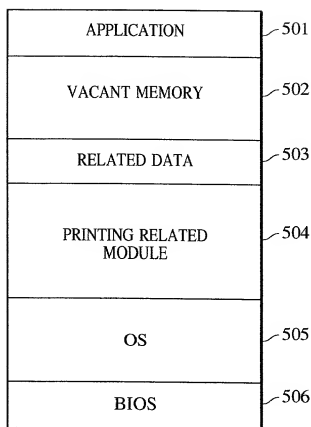 APPLICATION 501
VACANT MEMORY 502
RELATED DATA 503
PRINTING RELATED
MODULE 504
OS 505
BIOS 506